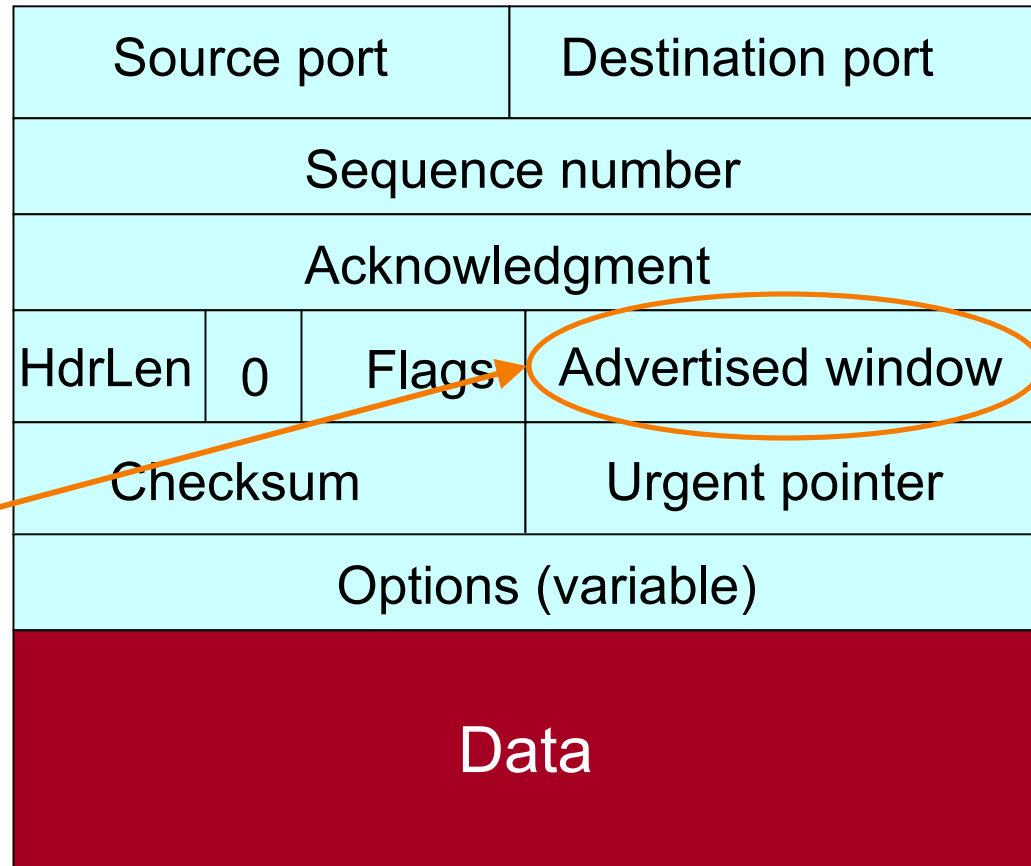 Source port Destination port
Sequence number
Acknowledgment
HdrLen 0 Flags Advertised window
Checksum Urgent pointer
Options (variable)
Data